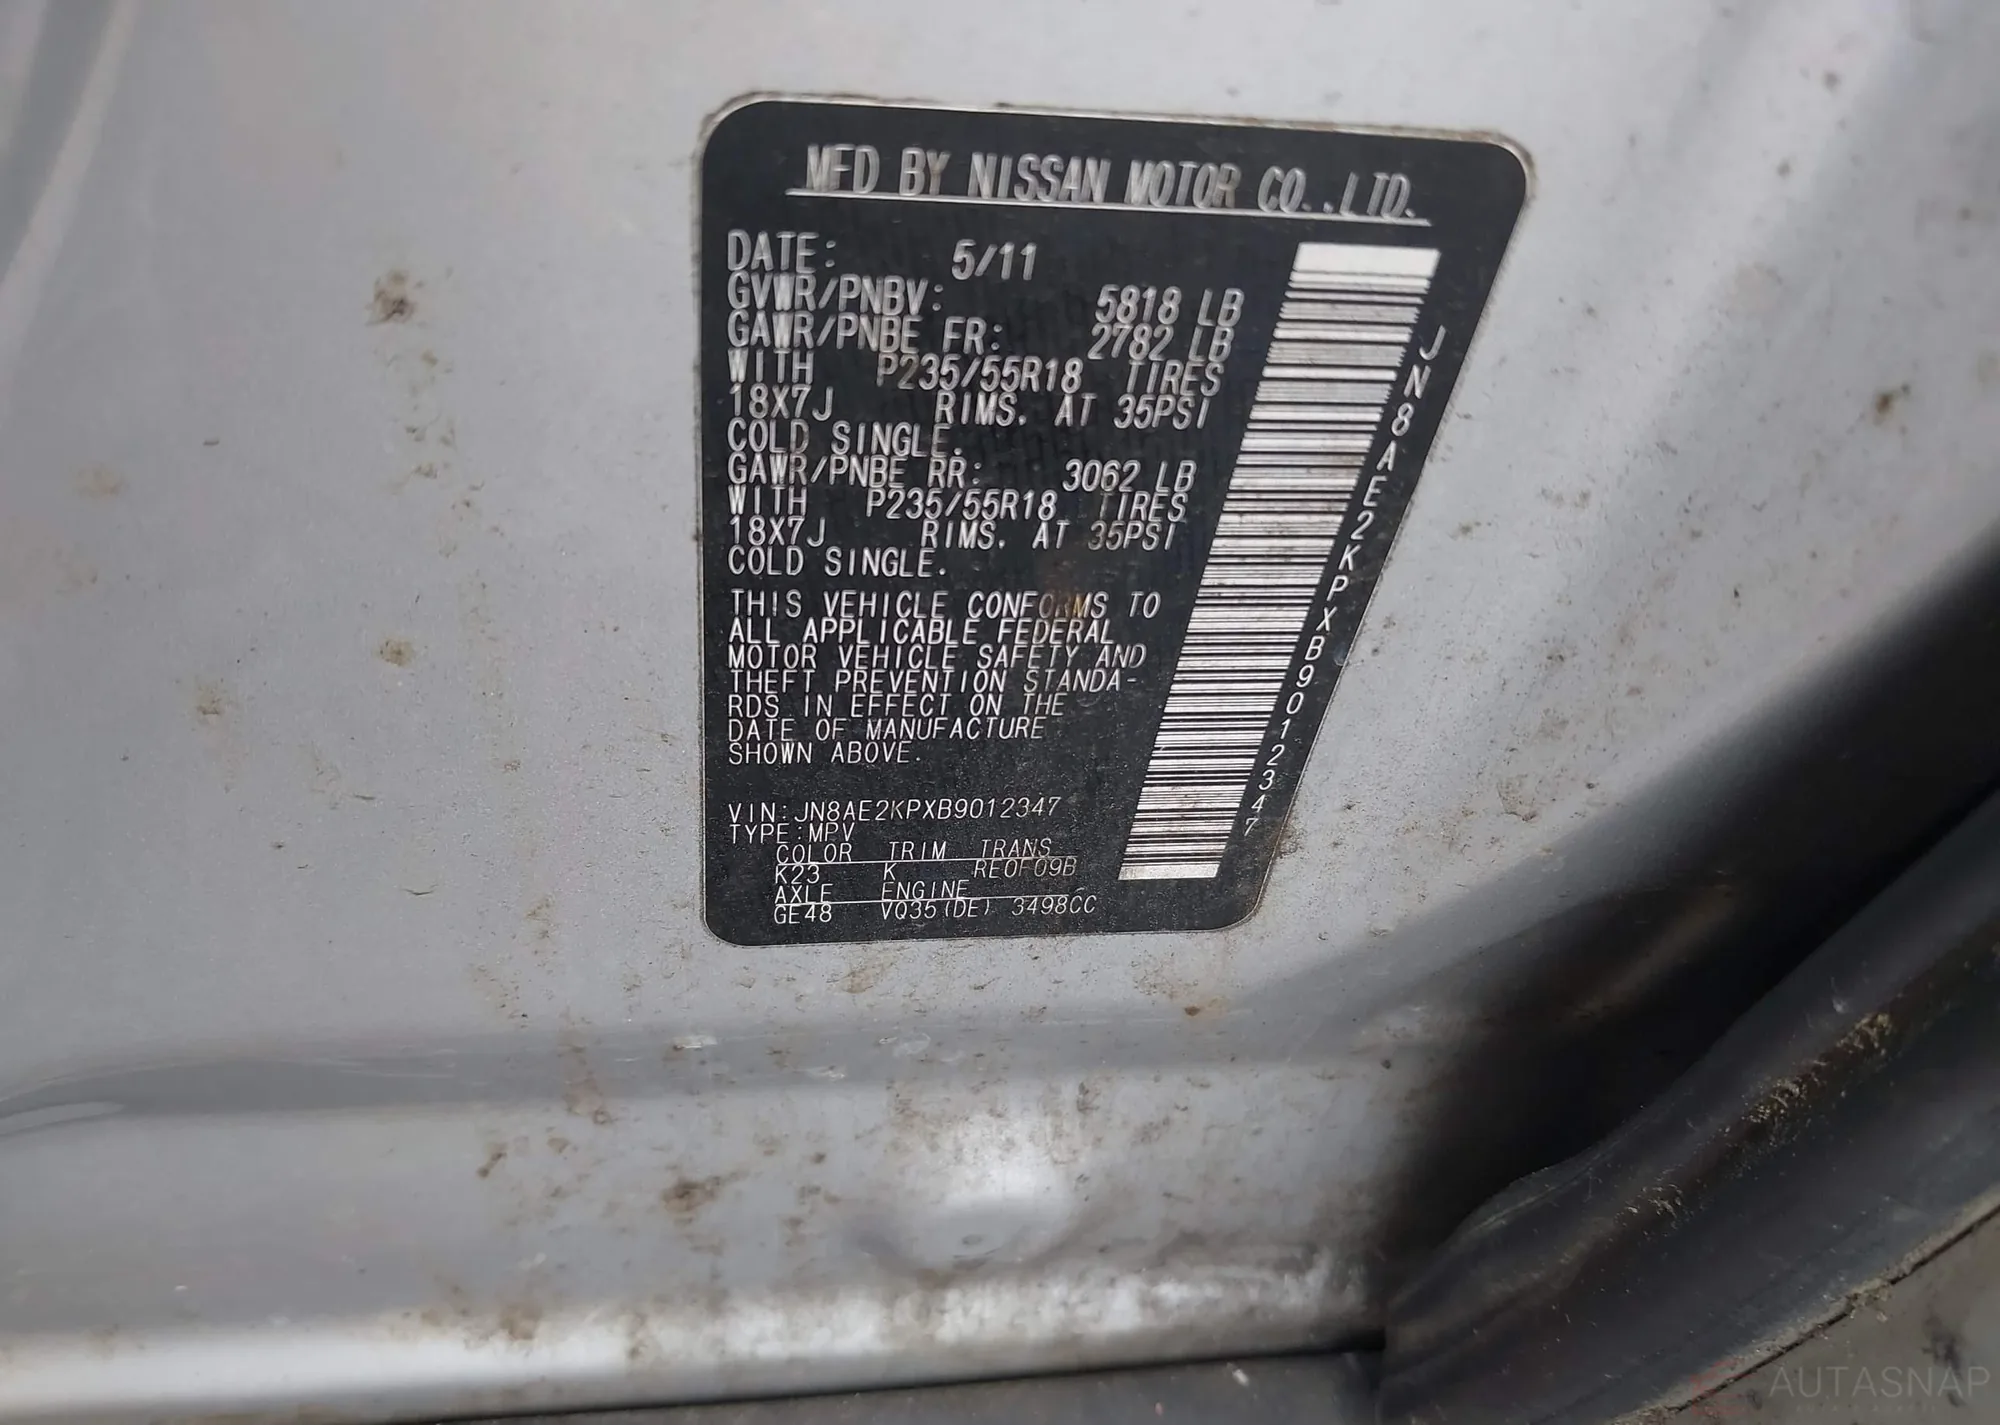 MFD BY NISSAN MOTOR CO.,LTD.
DATE: 5/11
GVWR/PNBV: 5818 LB
GAWR/PNBE FR: 2782 LB
WITH P235/55R18 TIRES
18X7J RIMS. AT 35PSI
COLD SINGLE.
GAWR/PNBE RR: 3062 LB
WITH P235/55R18 TIRES
18X7J RIMS. AT 35PSI
COLD SINGLE.
THIS VEHICLE CONFORMS TO
ALL APPLICABLE FEDERAL
MOTOR VEHICLE SAFETY AND
THEFT PREVENTION STANDA-
RDS IN EFFECT ON THE
DATE OF MANUFACTURE
SHOWN ABOVE.
VIN:JN8AE2KPXB9012347
TYPE:MPV
COLOR TRIM TRANS
K23 K RE0F09B
AXLE ENGINE
GE48 VQ35(DE) 3498CC
JN8AE2KPXB9012347
AUTASNAP